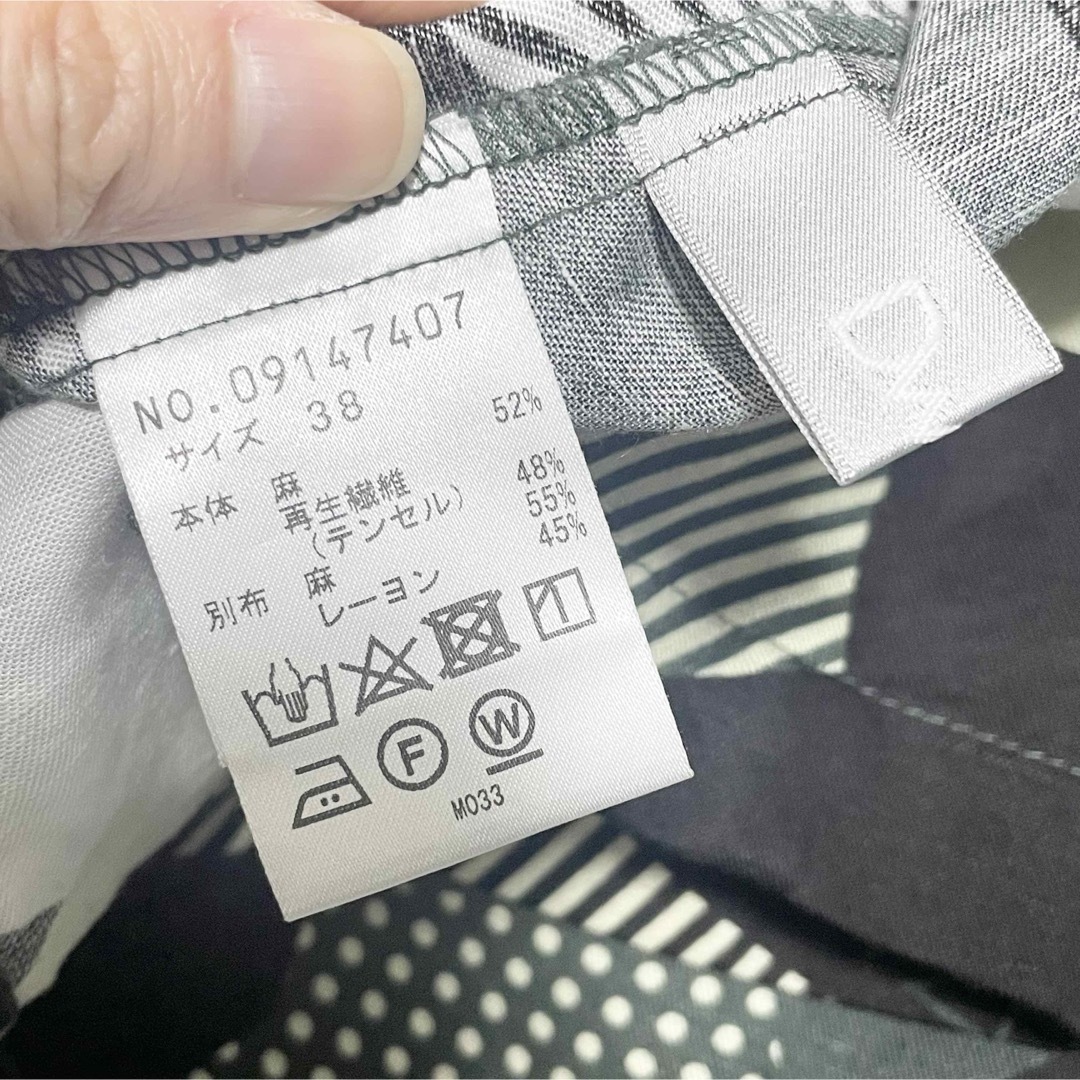 NO.09147407
サイズ 38
本体 麻 52%
再生繊維 48%
(テンセル)
別布 麻 55%
レーヨン 45%
F
W
M033